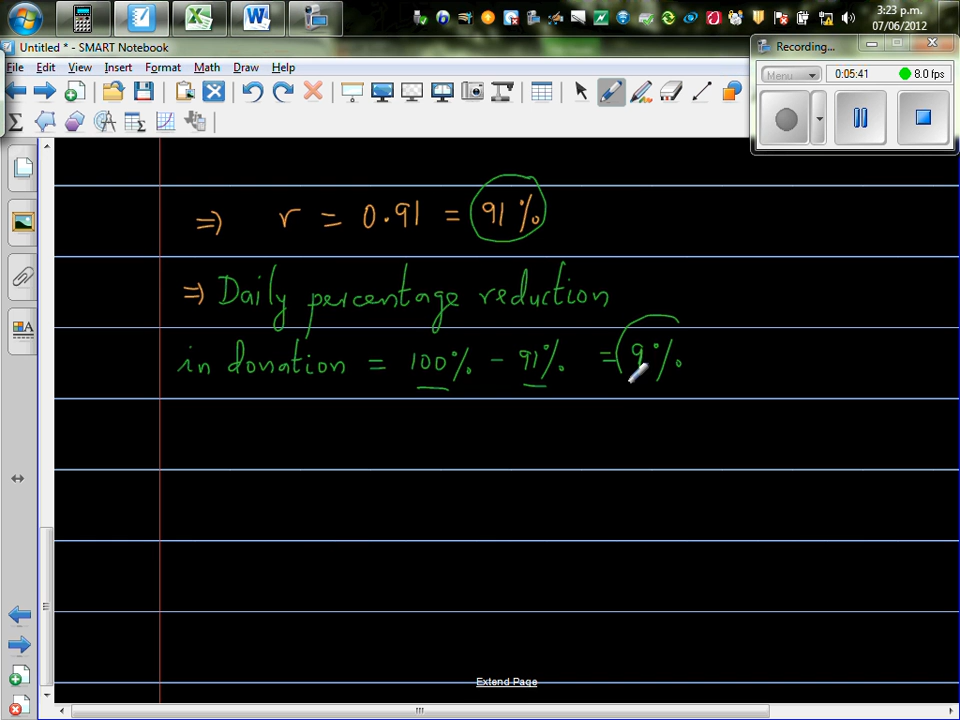 3:23 p.m.
07/06/2012
Untitled * - SMART Notebook
Recording...
File Edit View Insert Format Math Draw Help
Menu
0:05:41
8.0 fps
⇒ r = 0.91 = 91%
⇒ Daily percentage reduction
in donation = 100% - 91% = 9%
Extend Page